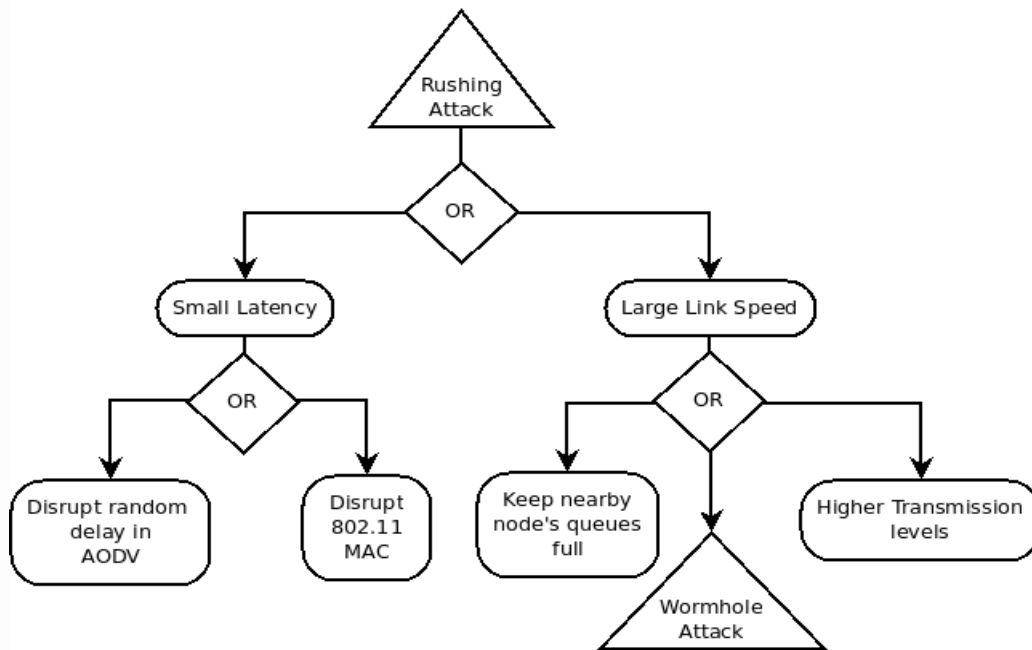 Rushing
Attack
OR
Small Latency
Large Link Speed
OR
OR
Disrupt random
delay in
AODV
Disrupt
802.11
MAC
Keep nearby
node's queues
full
Higher Transmission
levels
Wormhole
Attack